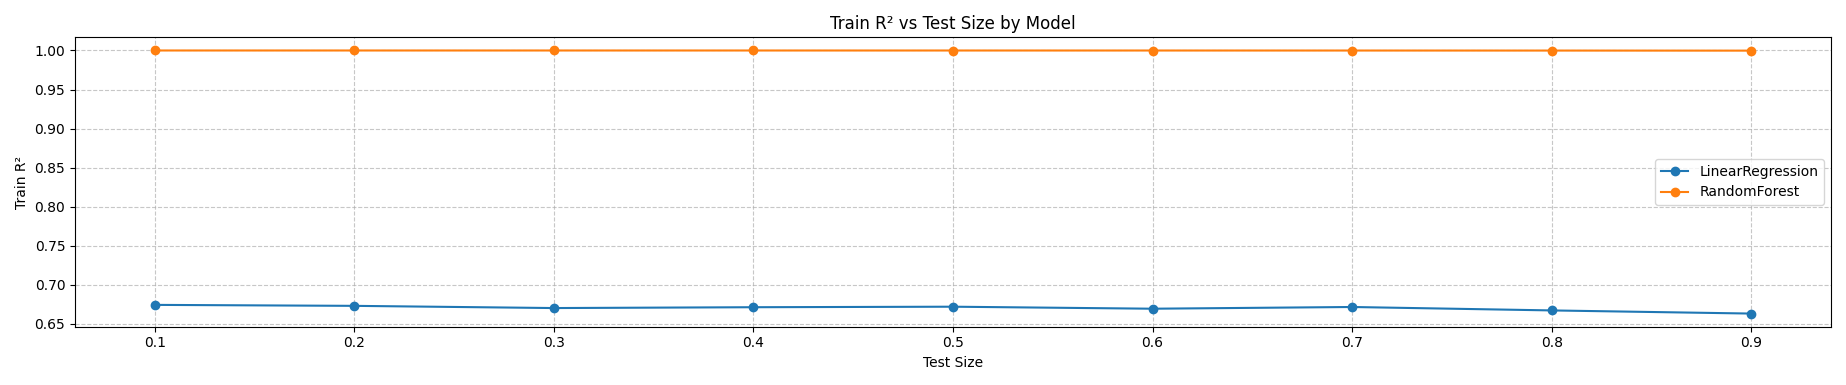 Train R² vs Test Size by Model
Train R²
1.00
0.95
0.90
0.85
0.80
0.75
0.70
0.65
LinearRegression
RandomForest
0.1 0.2 0.3 0.4 0.5 0.6 0.7 0.8 0.9
Test Size